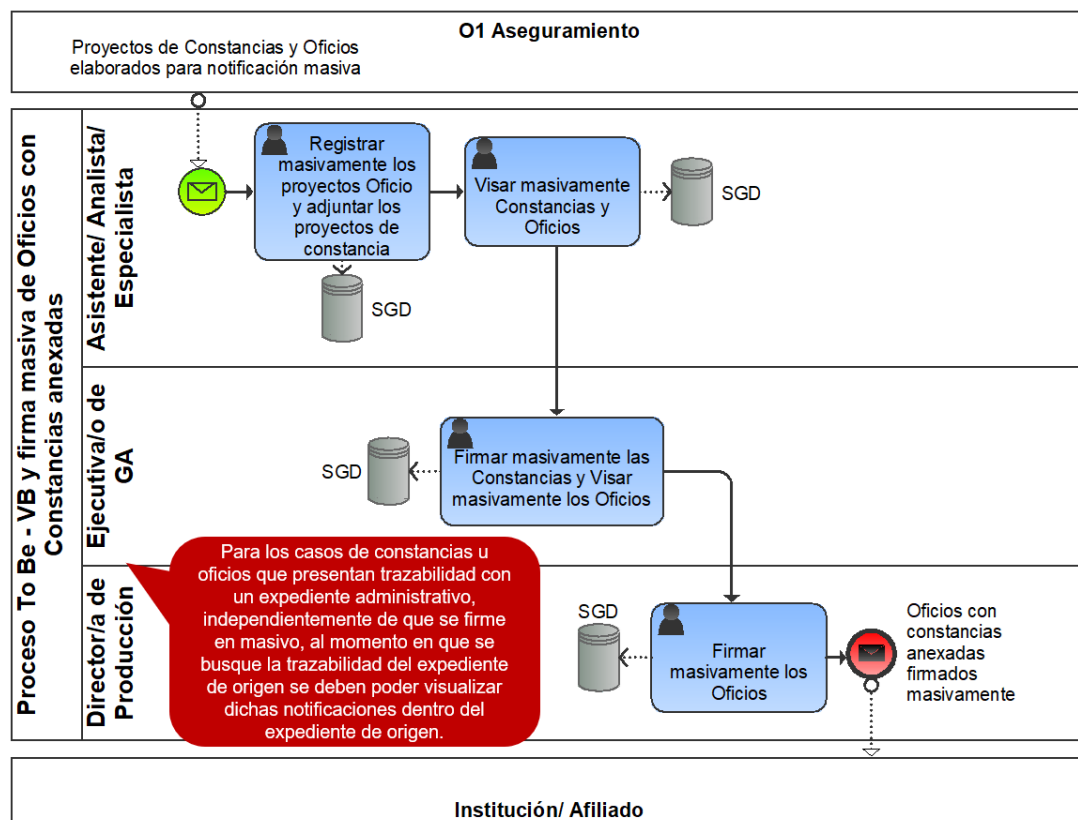 O1 Aseguramiento
Proyectos de Constancias y Oficios
elaborados para notificación masiva
Proceso To Be - VB y firma masiva de Oficios con
Constancias anexadas
Asistente/ Analista/
Especialista
Registrar
masivamente los
proyectos Oficio
y adjuntar los
proyectos de
constancia
SGD
Visar masivamente
Constancias y
Oficios
SGD
Ejecutiva/o de
GA
SGD
Firmar masivamente las
Constancias y Visar
masivamente los Oficios
Director/a de
Producción
Para los casos de constancias u
oficios que presentan trazabilidad con
un expediente administrativo,
independientemente de que se firme
en masivo, al momento en que se
busque la trazabilidad del expediente
de origen se deben poder visualizar
dichas notificaciones dentro del
expediente de origen.
SGD
Firmar
masivamente los
Oficios
Oficios con
constancias
anexadas
firmados
masivamente
Institución/ Afiliado